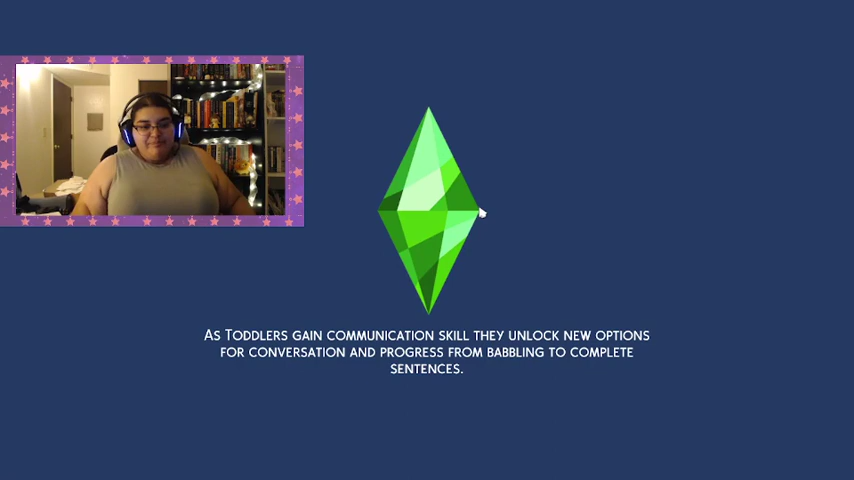 As Toddlers gain communication skill they unlock new options
for conversation and progress from babbling to complete
sentences.